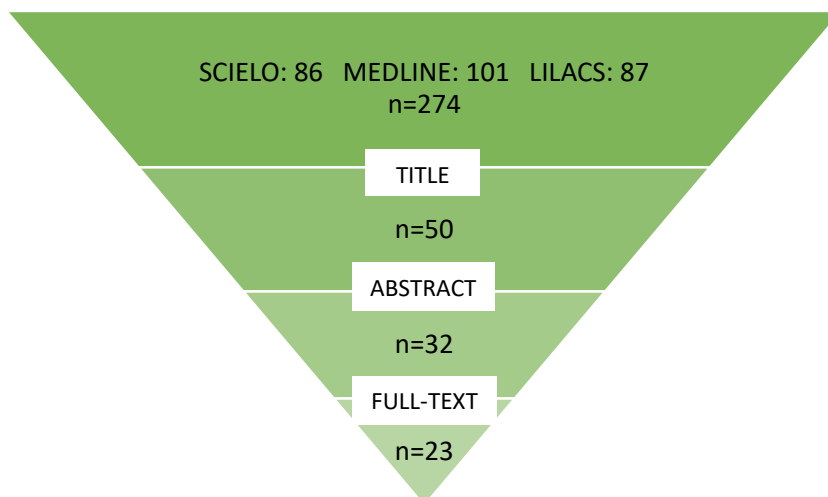 SCIELO: 86 MEDLINE: 101 LILACS: 87
n=274
TITLE
n=50
ABSTRACT
n=32
FULL-TEXT
n=23